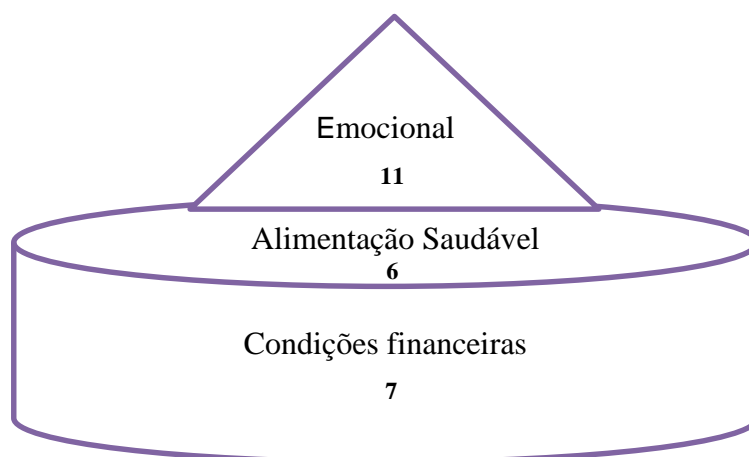 Emocional
11
Alimentação Saudável
6
Condições financeiras
7